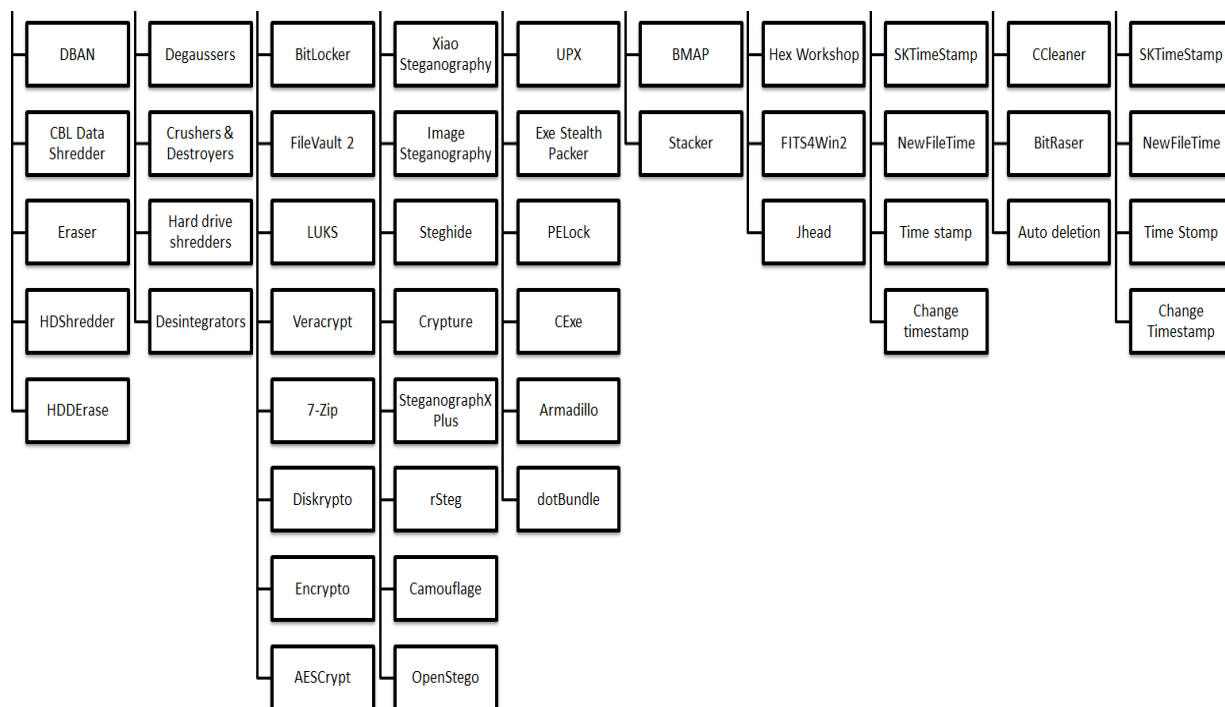 DBAN
Degaussers
BitLocker
Xiao
Steganography
UPX
BMAP
Hex Workshop
SKTimeStamp
CCleaner
SKTimeStamp
CBL Data
Shredder
Crushers &
Destroyers
FileVault 2
Image
Steganography
Exe Stealth
Packer
Stacker
FITS4Win2
NewFileTime
BitRaser
NewFileTime
Eraser
Hard drive
shredders
LUKS
Steghide
PELock
Jhead
Time stamp
Auto deletion
Time Stomp
HDShredder
Desintegrators
Veracrypt
Crypture
CExe
Change
timestamp
Change
Timestamp
HDDErase
7-Zip
SteganographX
Plus
Armadillo
Diskrypto
rSteg
dotBundle
Encrypto
Camouflage
AESCrypt
OpenStego